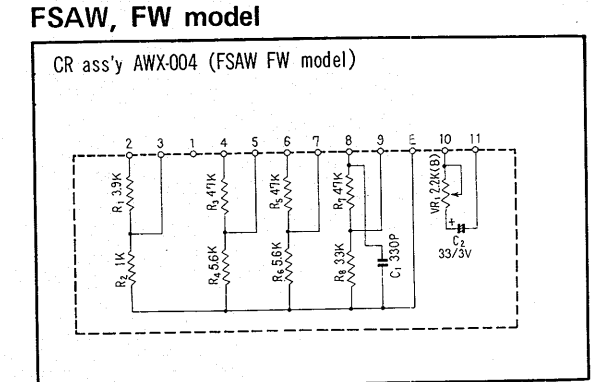 FSAW, FW model
CR ass'y AWX-004 (FSAW FW model)
2 3 1 4 5 6 7 8 9 E 10 11
R1 3.9K
R3 47K
R5 47K
R7 47K
VR1 2.2K(B)
R2 1K
R4 5.6K
R6 5.6K
R8 33K
C1 330P
+
C2
33/3V